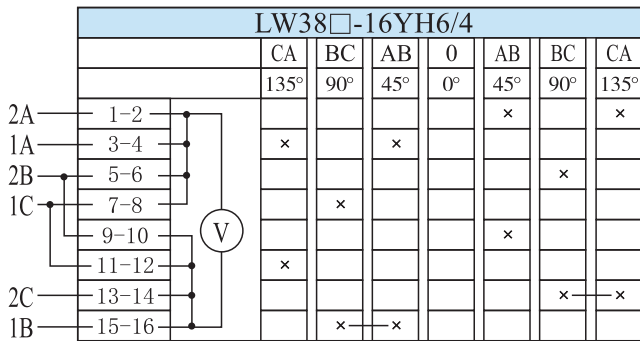 LW38□-16YH6/4
CA BC AB 0 AB BC CA
135° 90° 45° 0° 45° 90° 135°
2A 1-2 × ×
1A 3-4 × ×
2B 5-6 ×
1C 7-8 ×
V
9-10 ×
11-12 ×
2C 13-14 × ×
1B 15-16 × ×